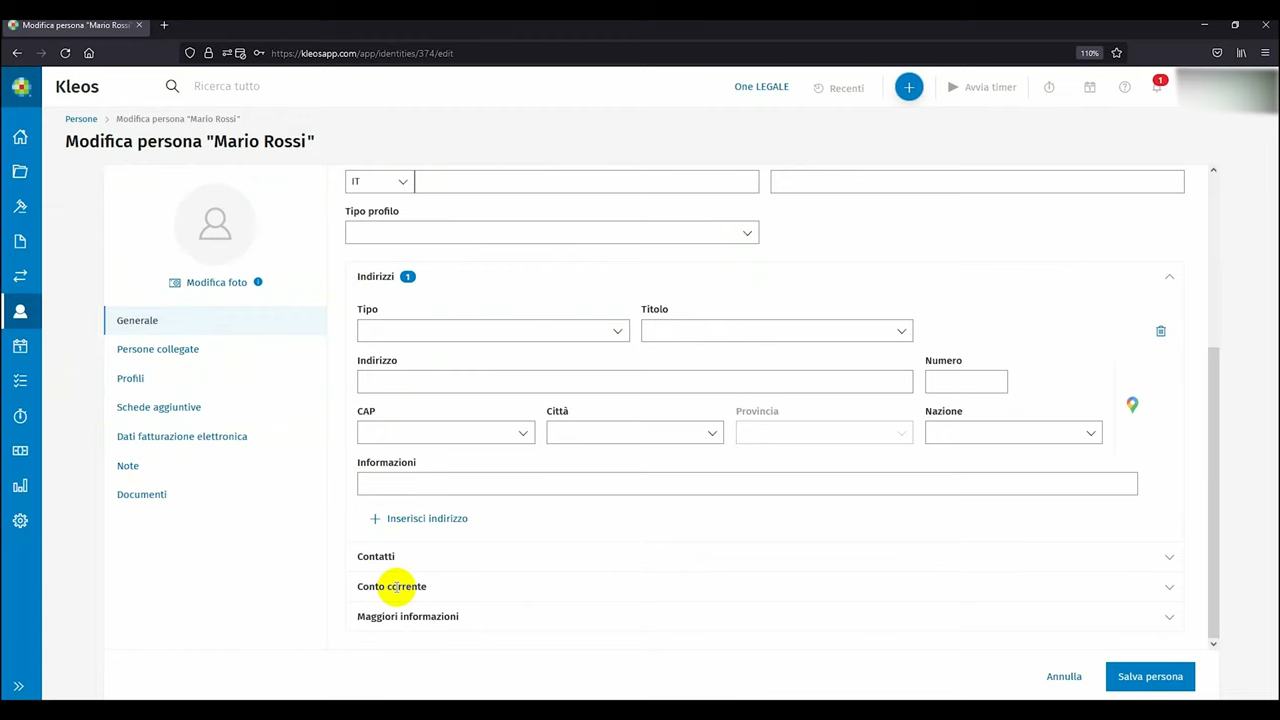 Modifica persona "Mario Rossi"
https://kleosapp.com/app/identities/374/edit
110%
Kleos
Ricerca tutto
One LEGALE
Recenti
Avvia timer
1
Persone
Modifica persona "Mario Rossi"
Modifica persona "Mario Rossi"
IT
Tipo profilo
Modifica foto
Indirizzi 1
Generale
Persone collegate
Profili
Schede aggiuntive
Dati fatturazione elettronica
Note
Documenti
Tipo
Titolo
Indirizzo
Numero
CAP
Città
Provincia
Nazione
Informazioni
Inserisci indirizzo
Contatti
Conto corrente
Maggiori informazioni
Annulla
Salva persona